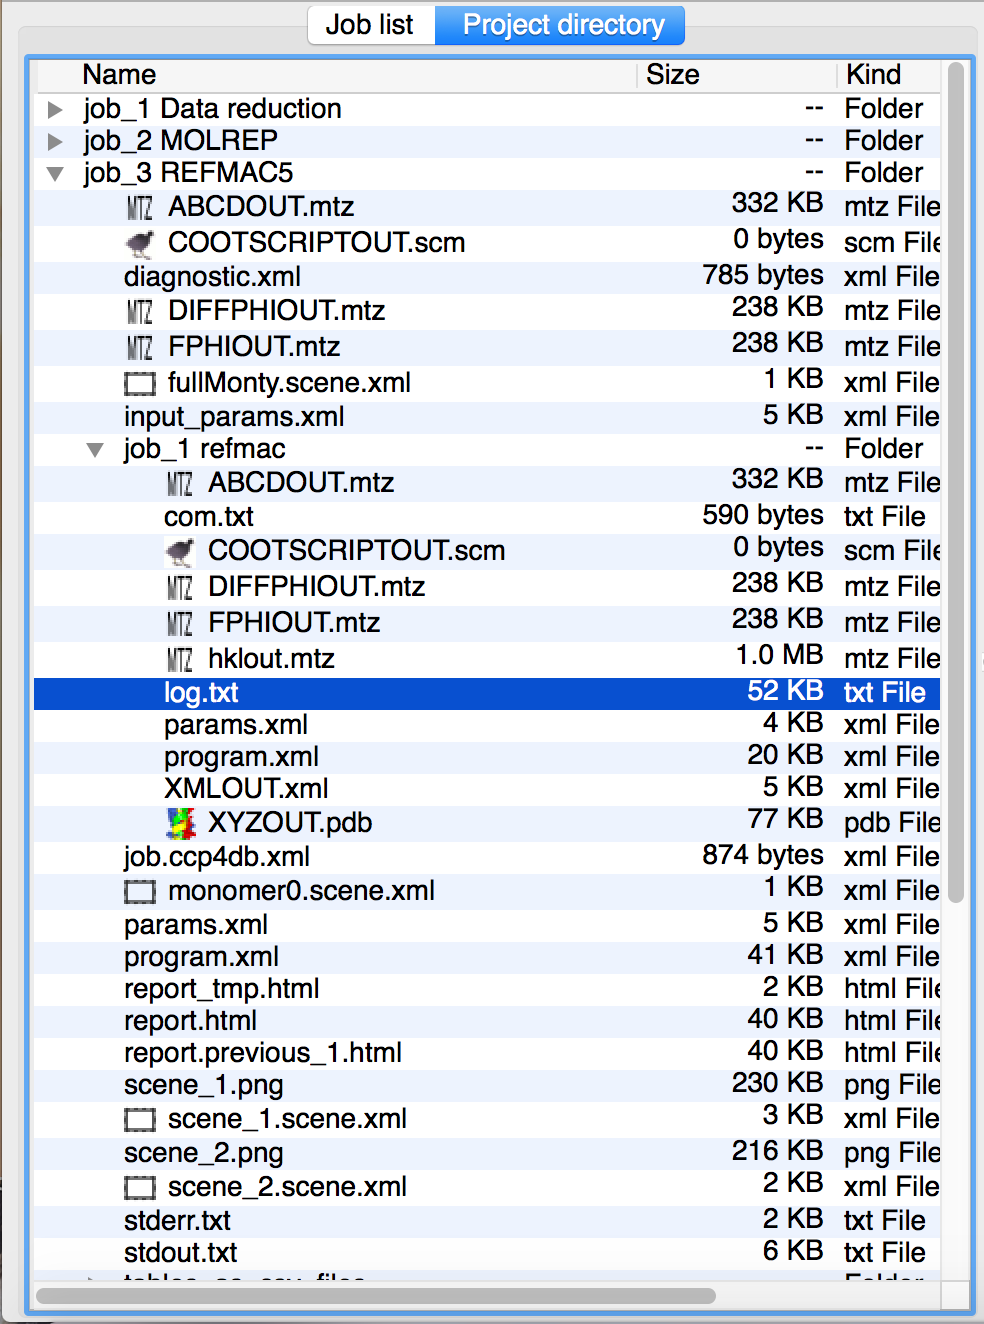 Job list Project directory
Name Size Kind
job_1 Data reduction -- Folder
job_2 MOLREP -- Folder
job_3 REFMAC5 -- Folder
MTZ ABCDOUT.mtz 332 KB mtz File
COOTSCRIPTOUT.scm 0 bytes scm File
diagnostic.xml 785 bytes xml File
MTZ DIFFPHIOUT.mtz 238 KB mtz File
MTZ FPHIOUT.mtz 238 KB mtz File
fullMonty.scene.xml 1 KB xml File
input_params.xml 5 KB xml File
job_1 refmac -- Folder
MTZ ABCDOUT.mtz 332 KB mtz File
com.txt 590 bytes txt File
COOTSCRIPTOUT.scm 0 bytes scm File
MTZ DIFFPHIOUT.mtz 238 KB mtz File
MTZ FPHIOUT.mtz 238 KB mtz File
MTZ hklout.mtz 1.0 MB mtz File
log.txt 52 KB txt File
params.xml 4 KB xml File
program.xml 20 KB xml File
XMLOUT.xml 5 KB xml File
XYZOUT.pdb 77 KB pdb File
job.ccp4db.xml 874 bytes xml File
monomer0.scene.xml 1 KB xml File
params.xml 5 KB xml File
program.xml 41 KB xml File
report_tmp.html 2 KB html File
report.html 40 KB html File
report.previous_1.html 40 KB html File
scene_1.png 230 KB png File
scene_1.scene.xml 3 KB xml File
scene_2.png 216 KB png File
scene_2.scene.xml 2 KB xml File
stderr.txt 2 KB txt File
stdout.txt 6 KB txt File
tables_as_csv_files Folder